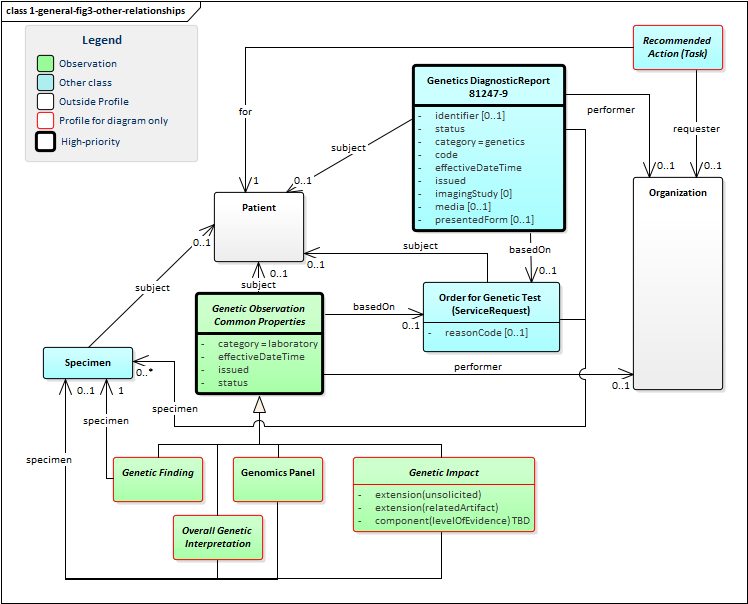 class 1-general-fig3-other-relationships
Legend
Observation
Other class
Outside Profile
Profile for diagram only
High-priority
Recommended
Action (Task)
Genetics DiagnosticReport
81247-9
- identifier [0..1]
- status
- category = genetics
- code
- effectiveDateTime
- issued
- imagingStudy [0]
- media [0..1]
- presentedForm [0..1]
for
1
subject
0..1
performer
0..1
requester
0..1
Patient
Organization
0..1
subject
0..1
subject
0..1
subject
basedOn
0..1
Genetic Observation
Common Properties
- category = laboratory
- effectiveDateTime
- issued
- status
basedOn
0..1
Order for Genetic Test
(ServiceRequest)
- reasonCode [0..1]
Specimen
0..*
performer
0..1
0..1
1
specimen
specimen
specimen
Genetic Finding
Genomics Panel
Genetic Impact
- extension(unsolicited)
- extension(relatedArtifact)
- component(levelOfEvidence) TBD
Overall Genetic
Interpretation